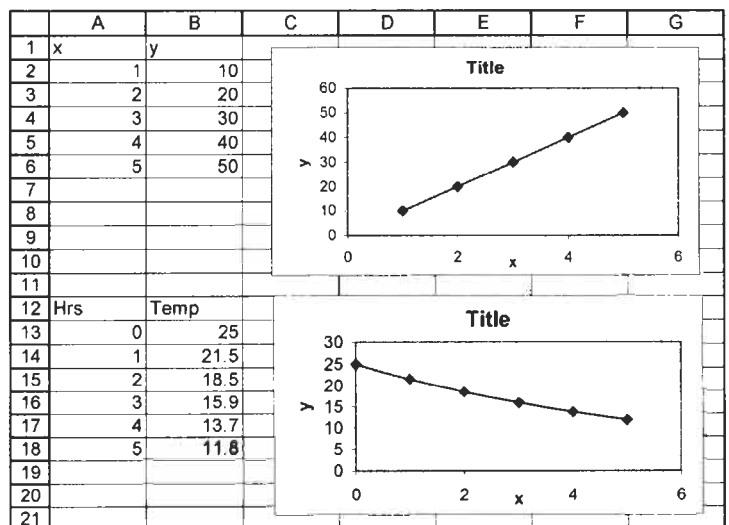 A B C D E F G
1 x y
2 1 10
3 2 20
4 3 30
5 4 40
6 5 50
7
8
9
10
11
12 Hrs Temp
13 0 25
14 1 21.5
15 2 18.5
16 3 15.9
17 4 13.7
18 5 11.8
19
20
21
Title
60
50
40
30
20
10
0
y
0 2 4 6
x
Title
30
25
20
15
10
5
0
y
0 2 4 6
x